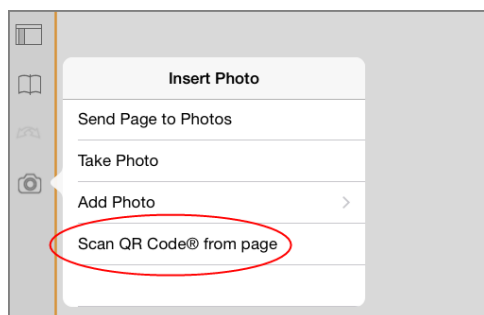 Insert Photo
Send Page to Photos
Take Photo
Add Photo
Scan QR Code® from page